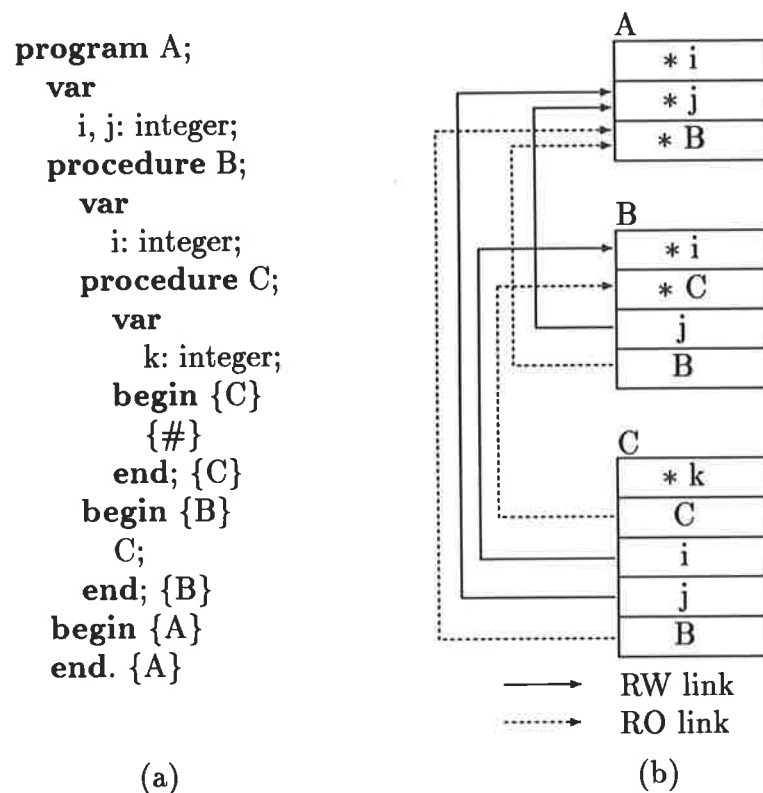 program A;
var
i, j: integer;
procedure B;
var
i: integer;
procedure C;
var
k: integer;
begin {C}
{#}
end; {C}
begin {B}
C;
end; {B}
begin {A}
end. {A}
(a)
A
* i
* j
* B
B
* i
* C
j
B
C
* k
C
i
j
B
RW link
RO link
(b)